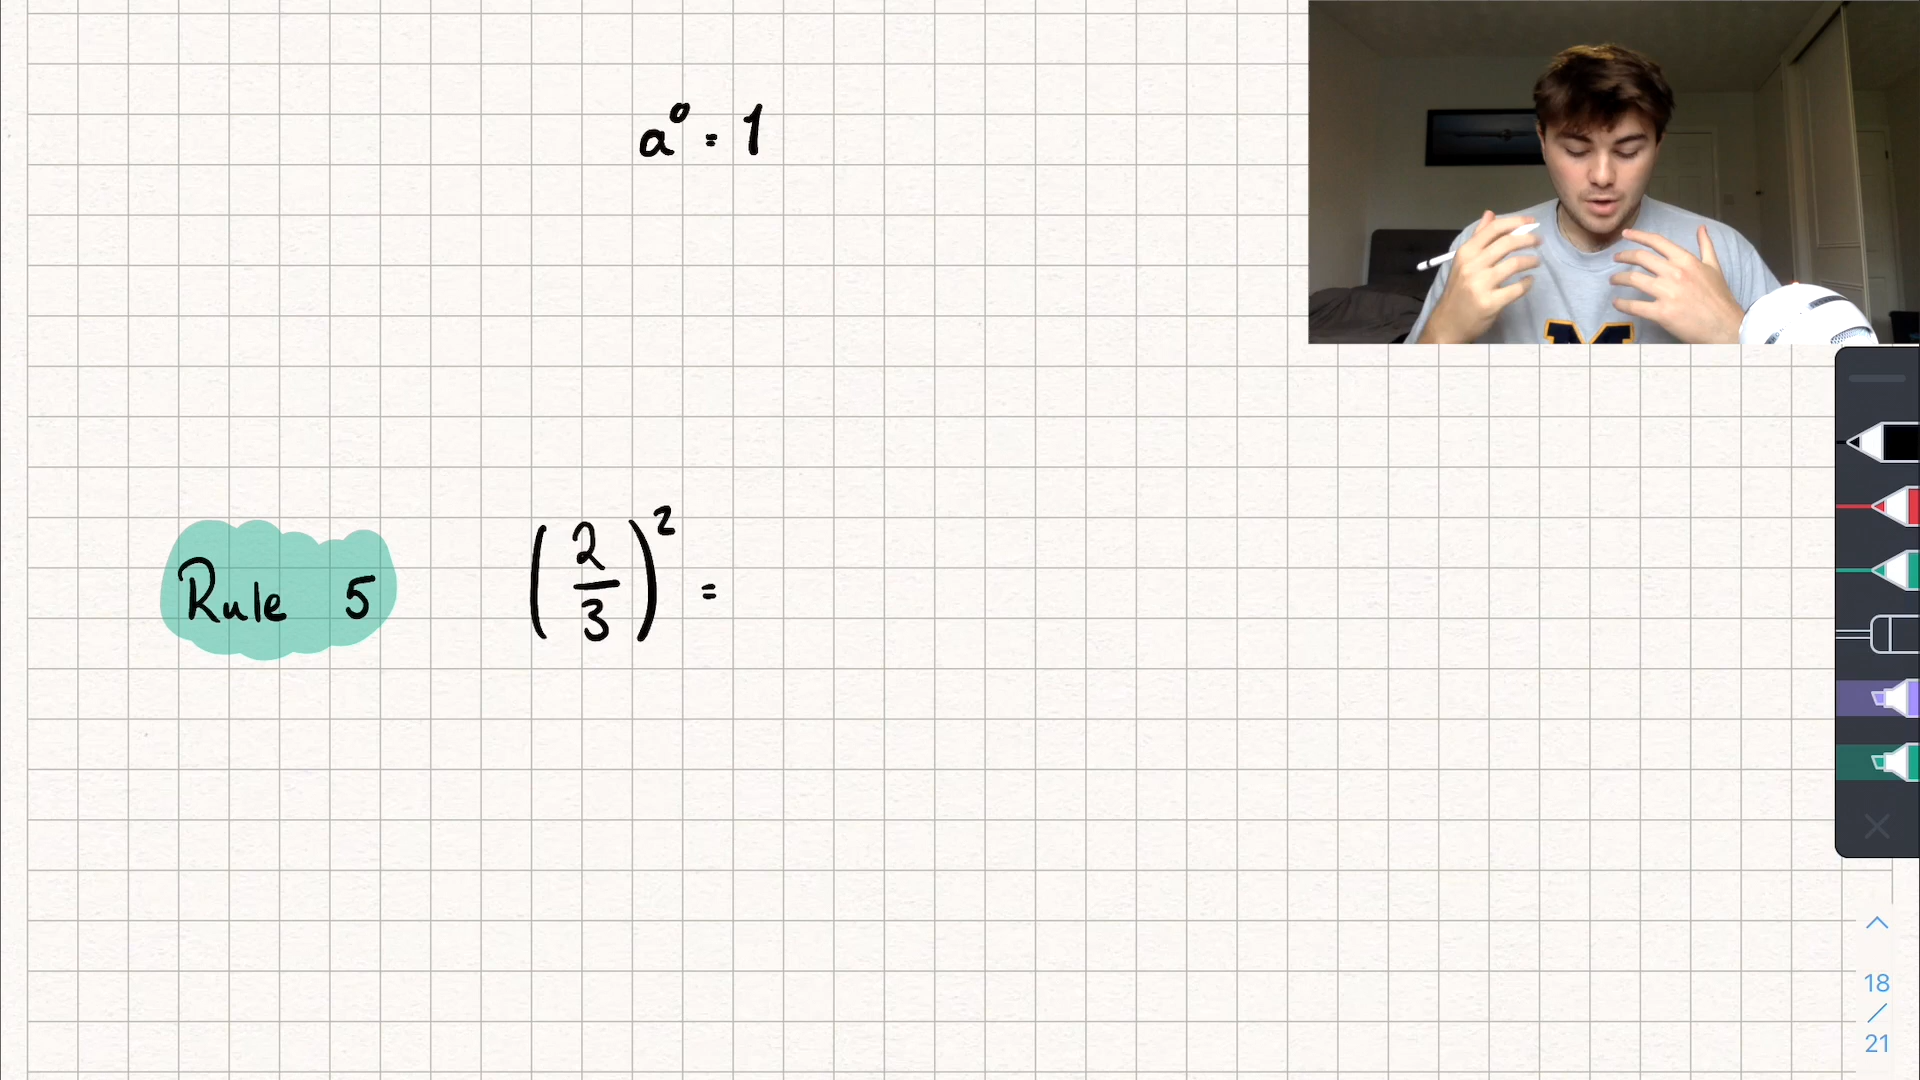 a⁰ = 1
Rule 5 (2/3)² =
M
18
/
21